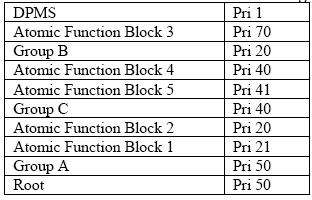 DPMS Pri 1
Atomic Function Block 3 Pri 70
Group B Pri 20
Atomic Function Block 4 Pri 40
Atomic Function Block 5 Pri 41
Group C Pri 40
Atomic Function Block 2 Pri 20
Atomic Function Block 1 Pri 21
Group A Pri 50
Root Pri 50